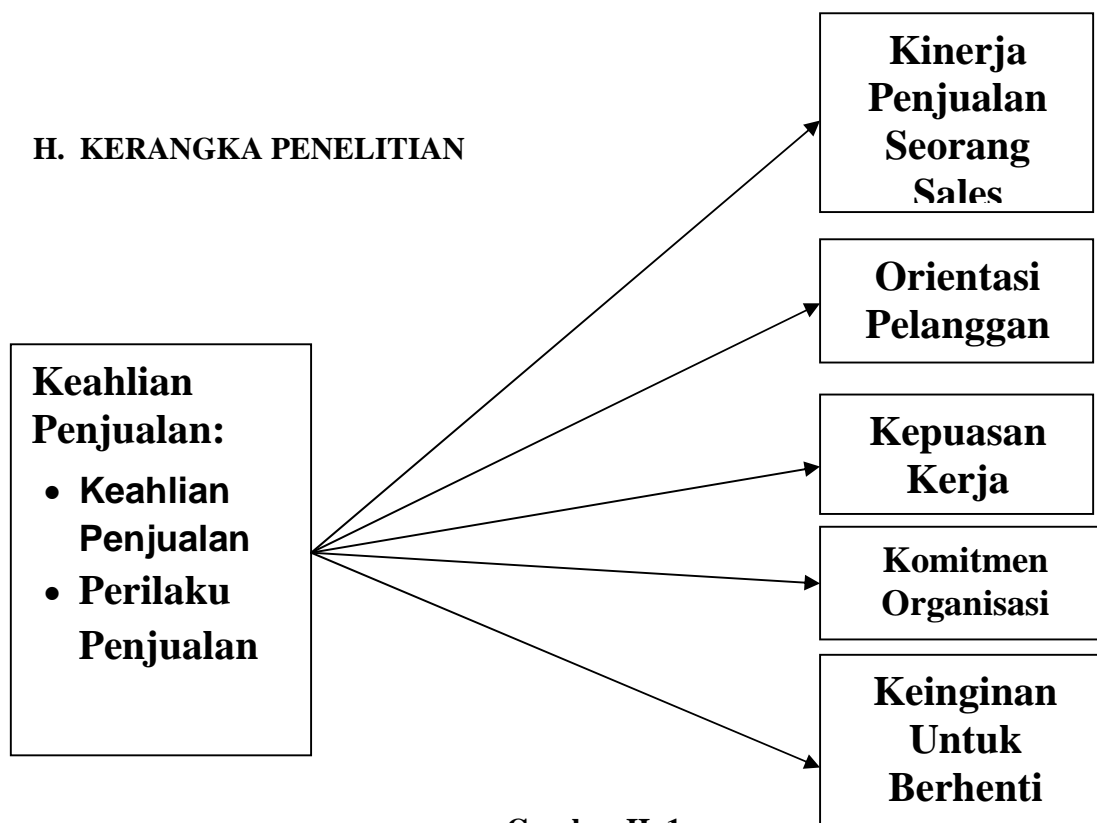 H. KERANGKA PENELITIAN
Keahlian
Penjualan:
• Keahlian
Penjualan
• Perilaku
Penjualan
Kinerja
Penjualan
Seorang
Sales
Orientasi
Pelanggan
Kepuasan
Kerja
Komitmen
Organisasi
Keinginan
Untuk
Berhenti